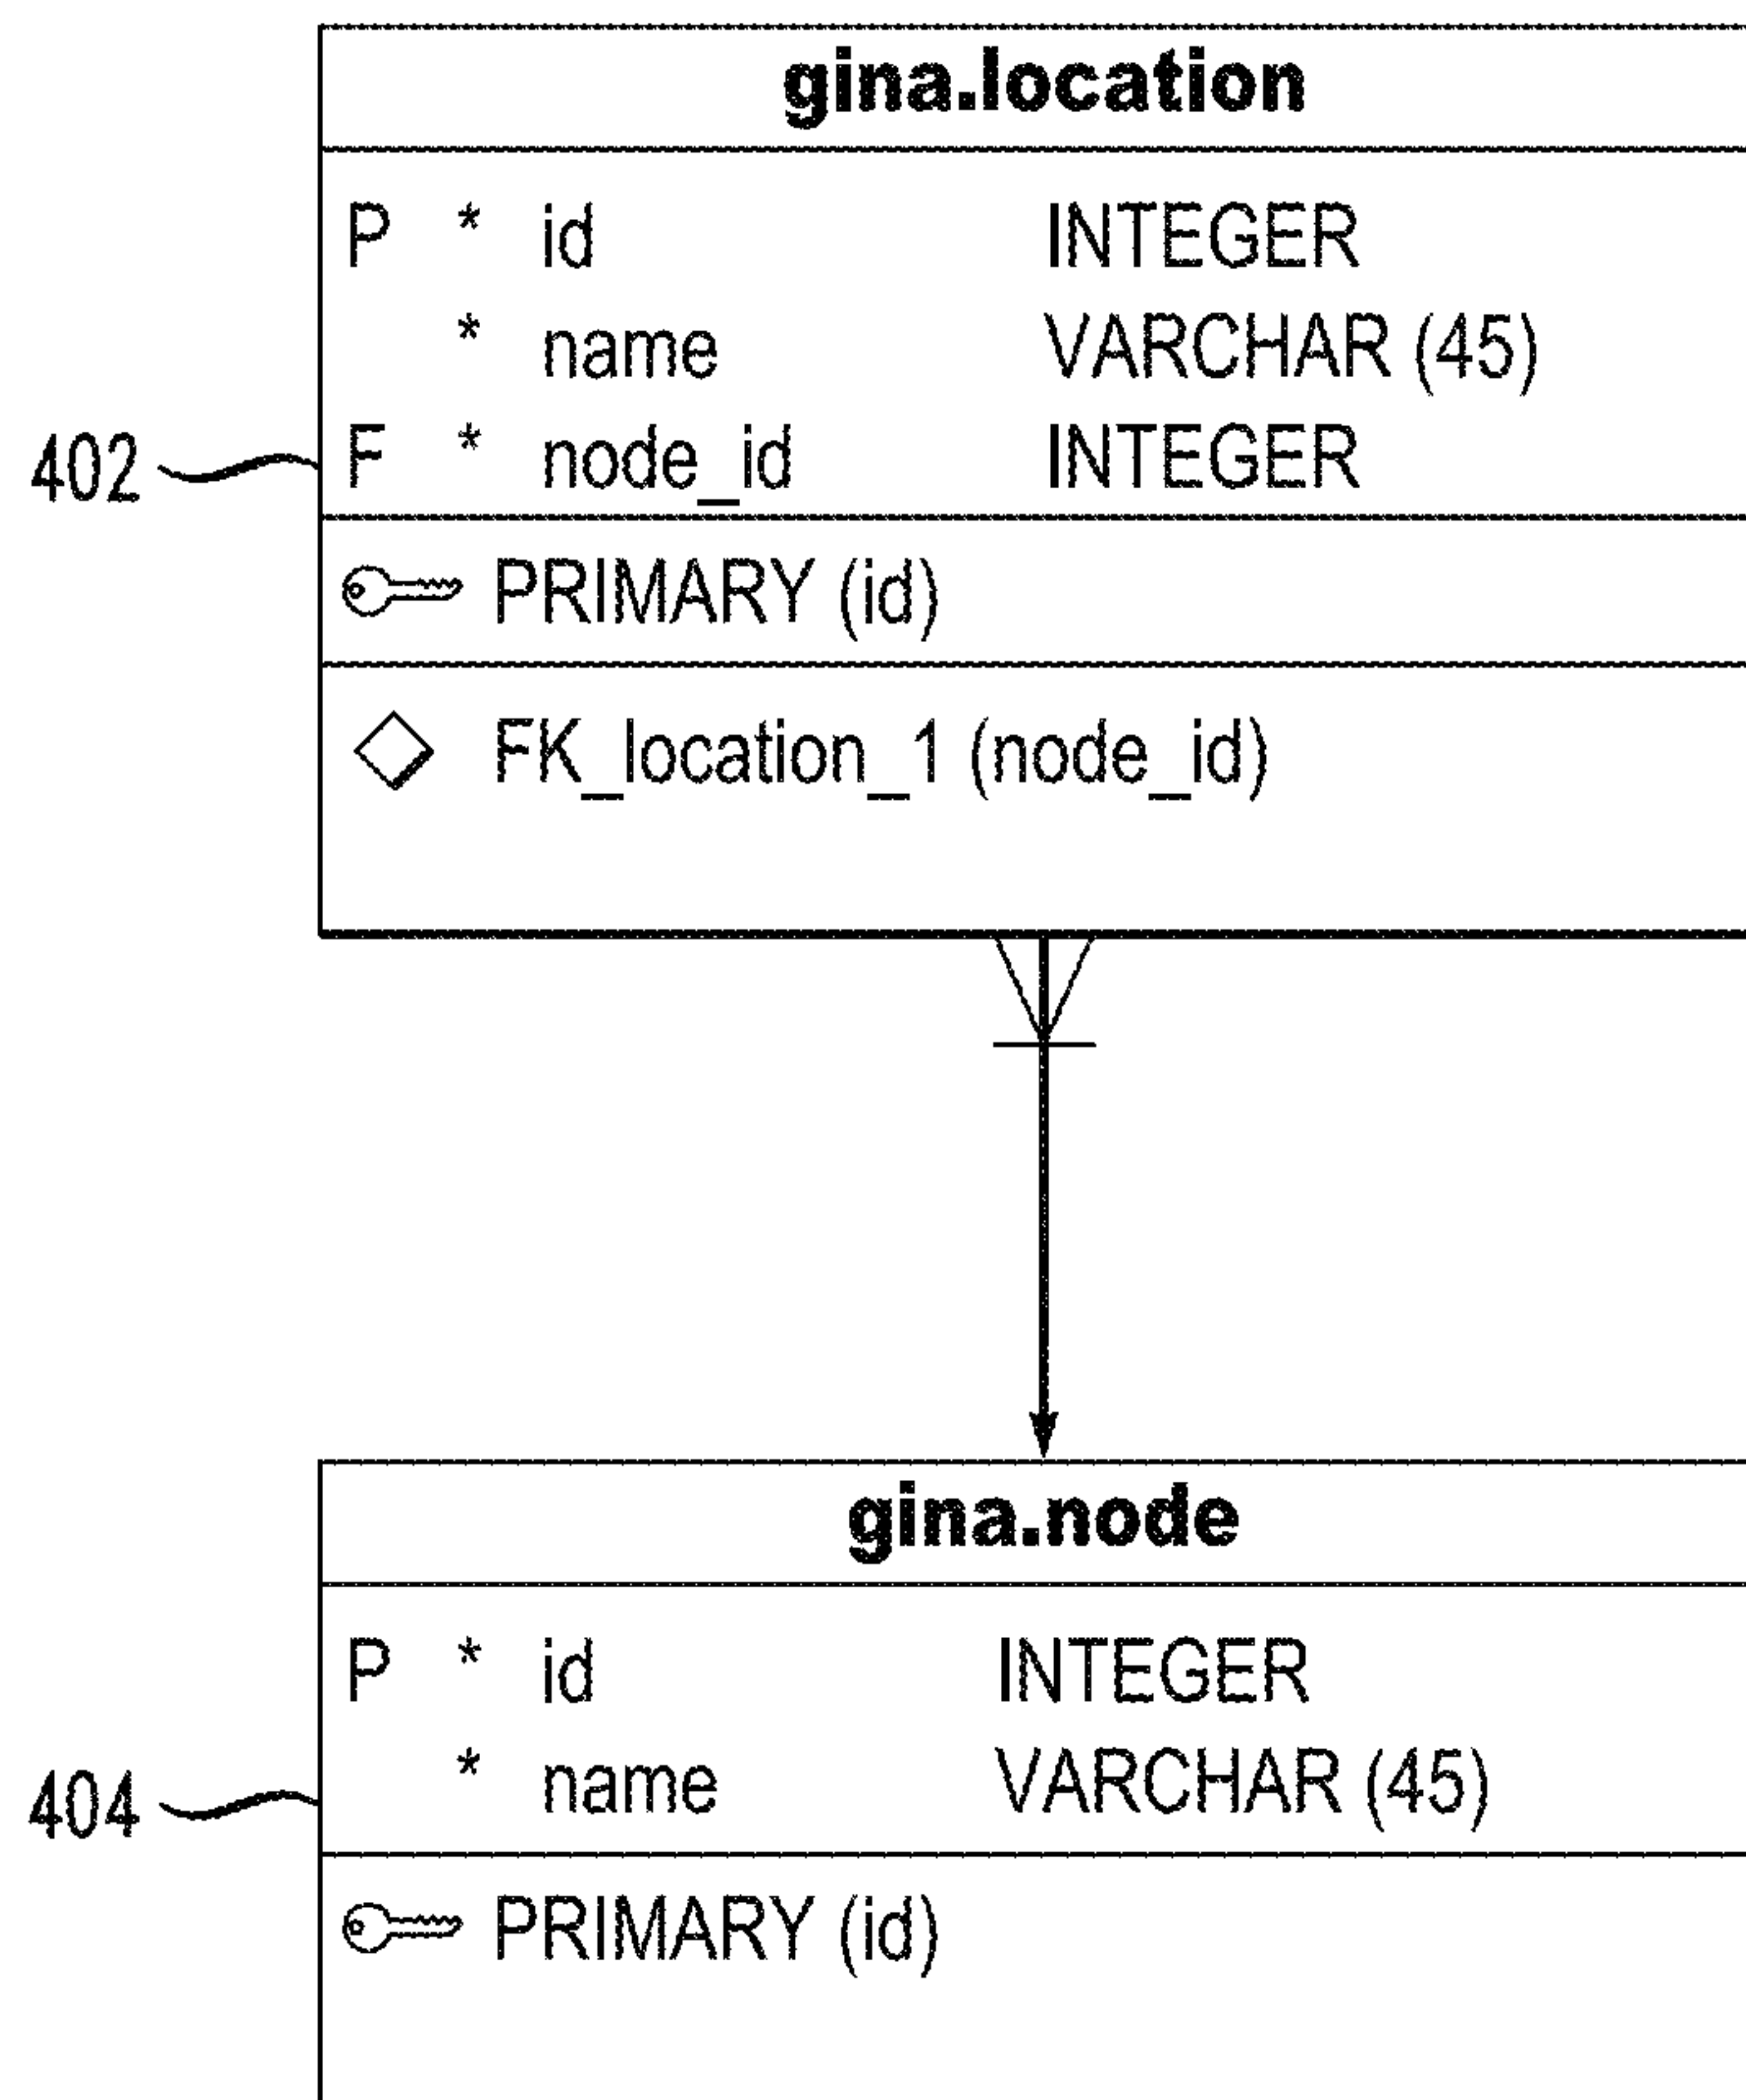 gina.location
P * id INTEGER
* name VARCHAR (45)
402 F * node_id INTEGER
PRIMARY (id)
FK_location_1 (node_id)
gina.node
P * id INTEGER
404 * name VARCHAR (45)
PRIMARY (id)